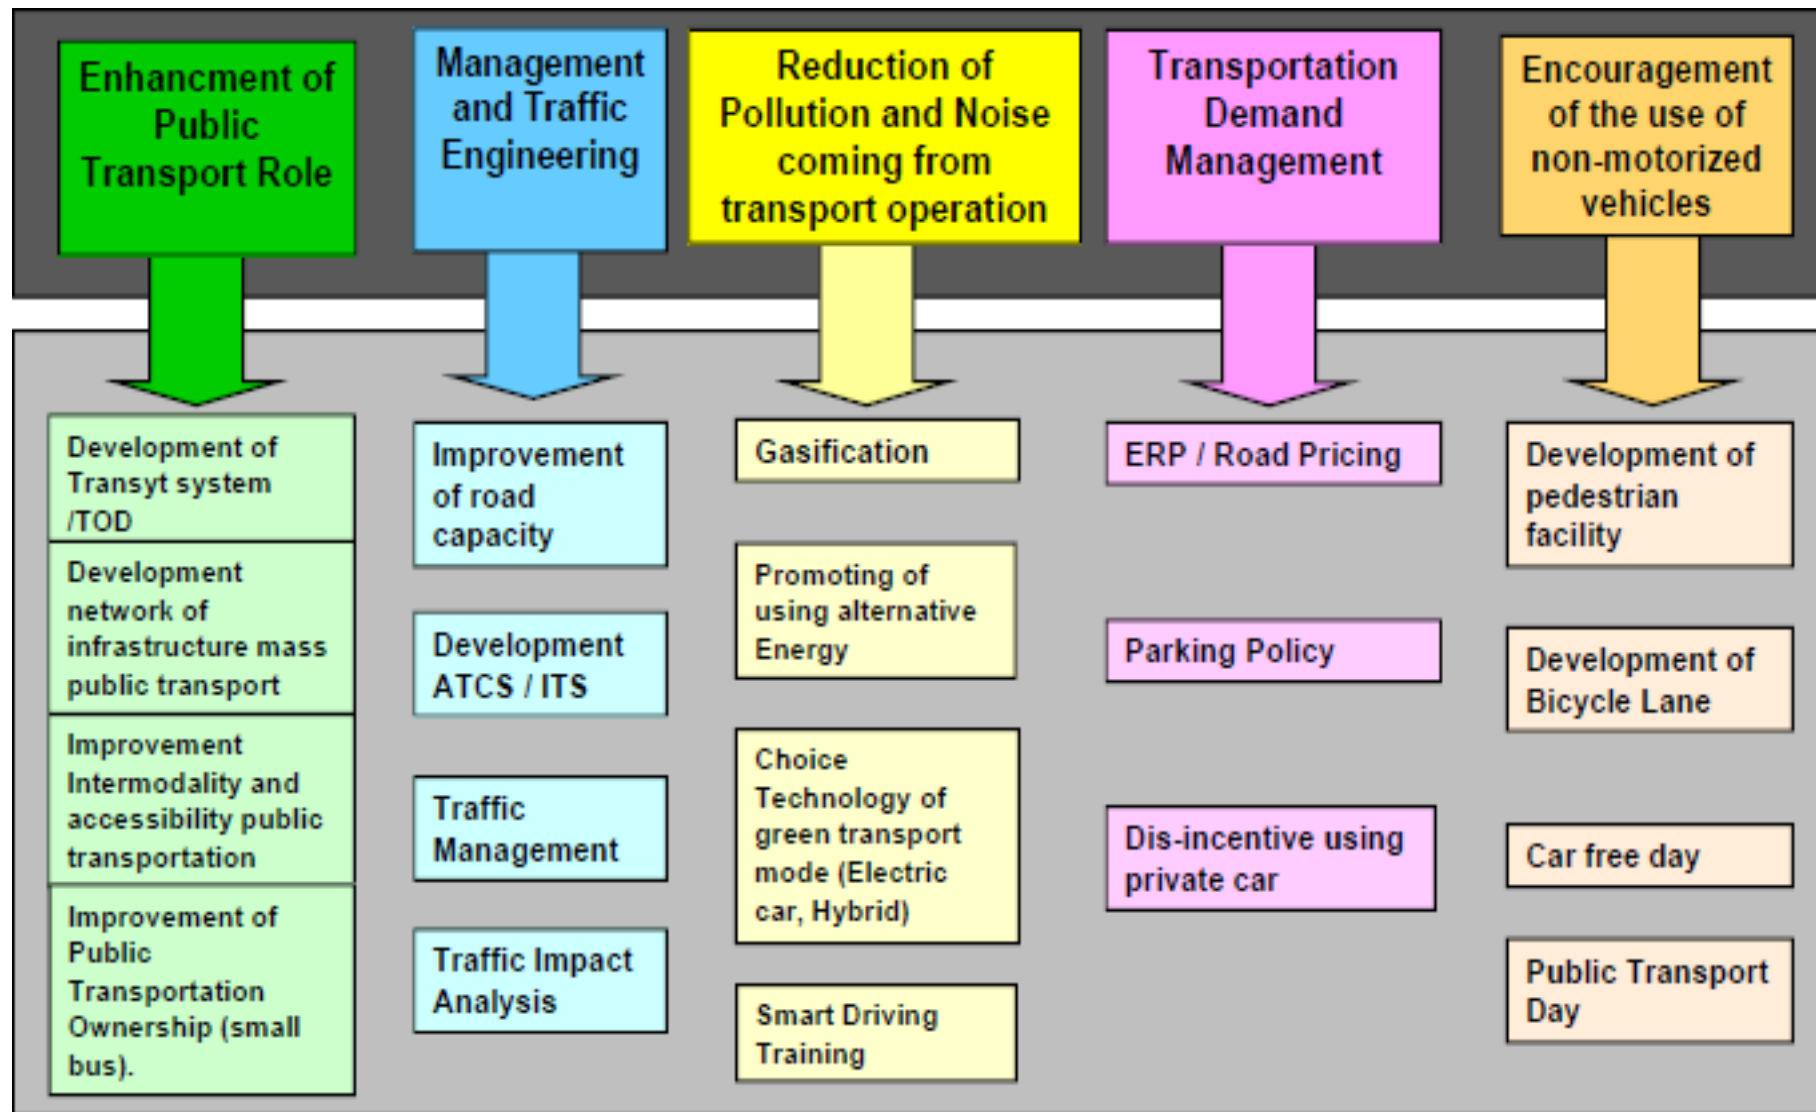 Enhancment of
Public
Transport Role
Management
and Traffic
Engineering
Reduction of
Pollution and Noise
coming from
transport operation
Transportation
Demand
Management
Encouragement
of the use of
non-motorized
vehicles
Development of
Transyt system
/TOD
Development
network of
infrastructure mass
public transport
Improvement
Intermodality and
accessibility public
transportation
Improvement of
Public
Transportation
Ownership (small
bus).
Improvement
of road
capacity
Development
ATCS / ITS
Traffic
Management
Traffic Impact
Analysis
Gasification
Promoting of
using alternative
Energy
Choice
Technology of
green transport
mode (Electric
car, Hybrid)
Smart Driving
Training
ERP / Road Pricing
Parking Policy
Dis-incentive using
private car
Development of
pedestrian
facility
Development of
Bicycle Lane
Car free day
Public Transport
Day